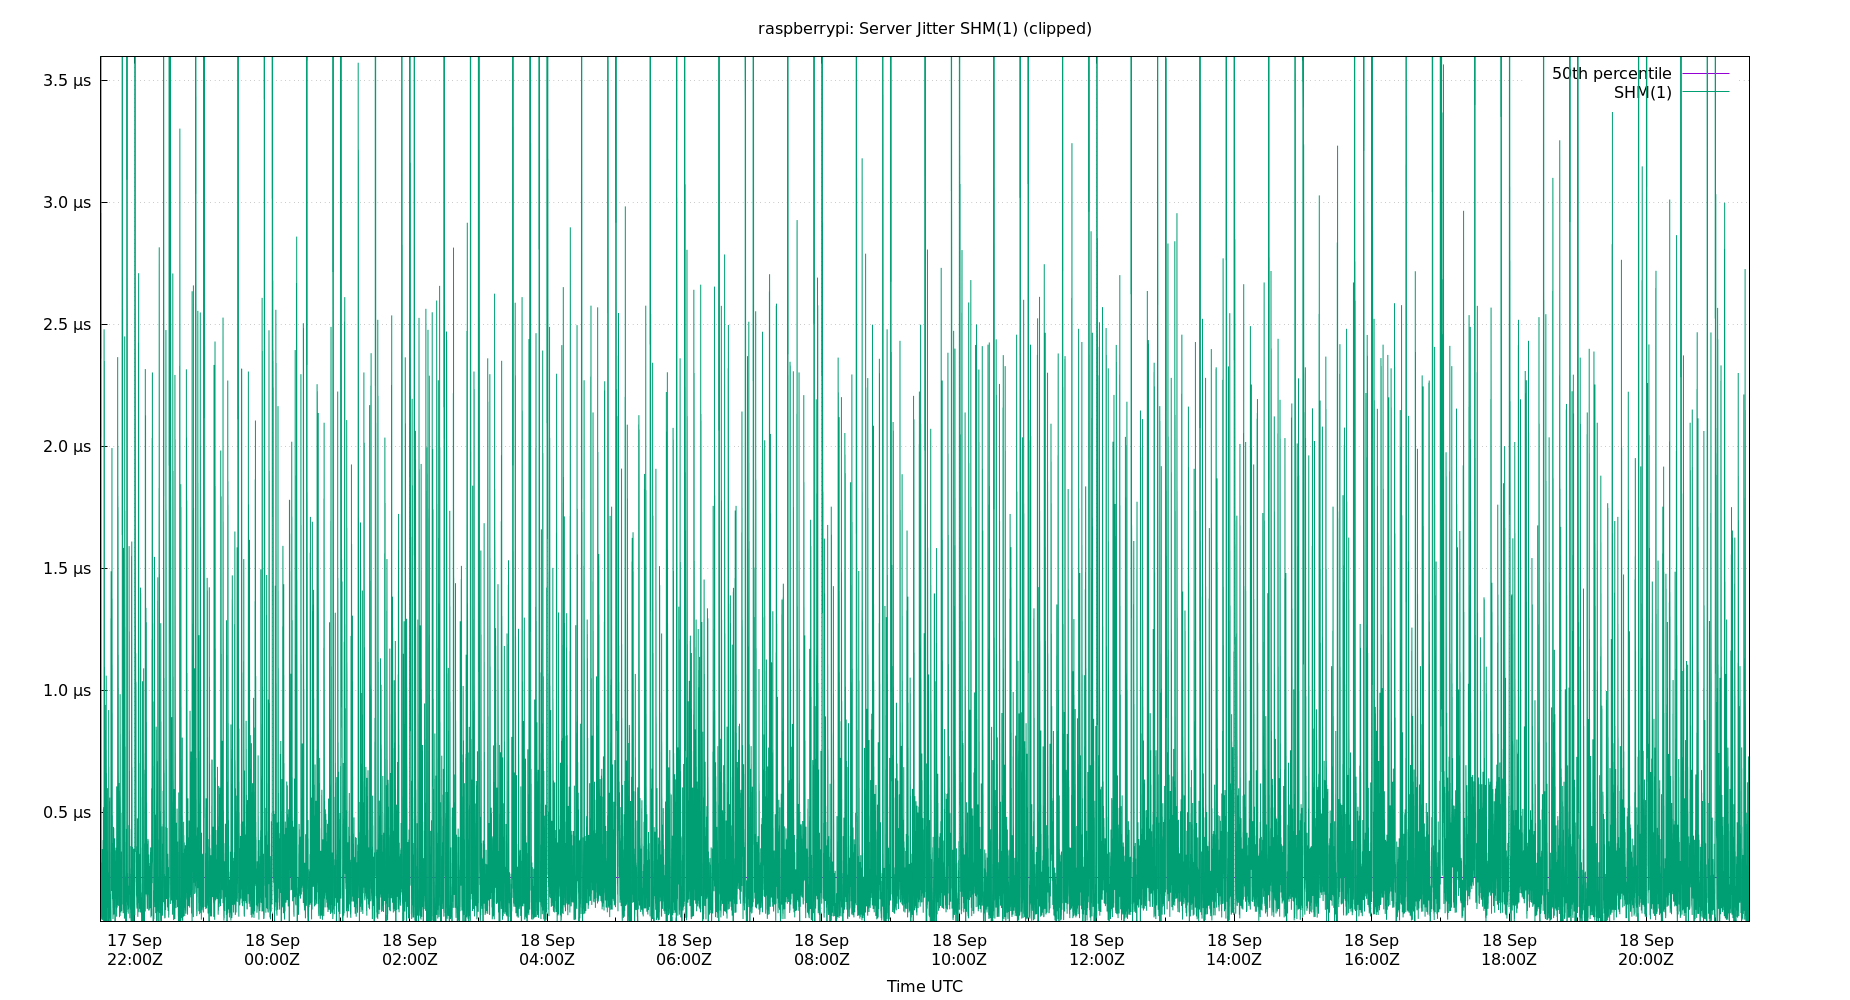 raspberrypi: Server Jitter SHM(1) (clipped)
50th percentile
SHM(1)
3.5 µs
3.0 µs
2.5 µs
2.0 µs
1.5 µs
1.0 µs
0.5 µs
17 Sep 18 Sep 18 Sep 18 Sep 18 Sep 18 Sep 18 Sep 18 Sep 18 Sep 18 Sep 18 Sep 18 Sep
22:00Z 00:00Z 02:00Z 04:00Z 06:00Z 08:00Z 10:00Z 12:00Z 14:00Z 16:00Z 18:00Z 20:00Z
Time UTC